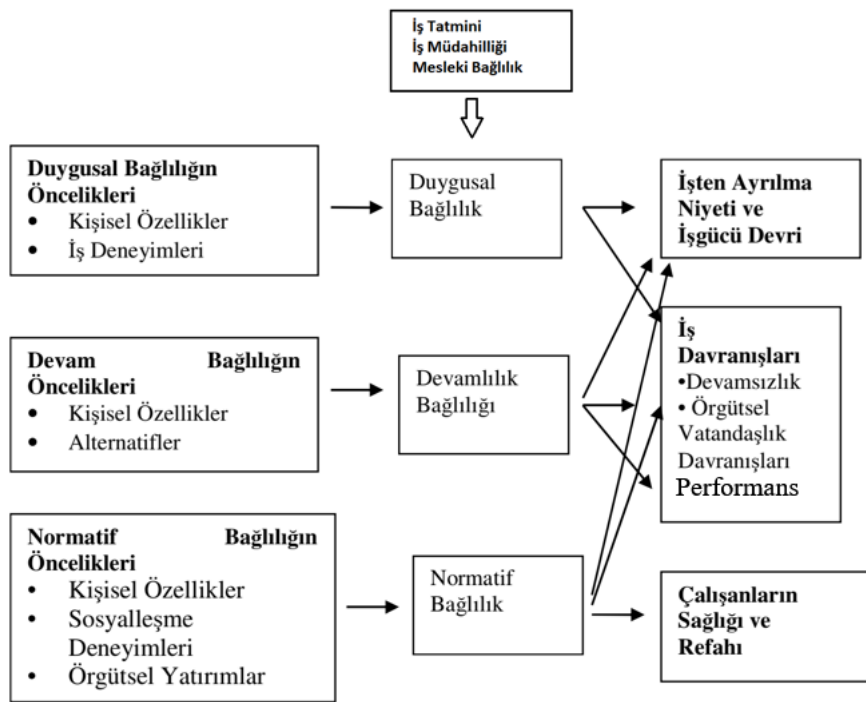 İş Tatmini
İş Müdahilliği
Mesleki Bağlılık
Duygusal Bağlılığın
Öncelikleri
• Kişisel Özellikler
• İş Deneyimleri
Duygusal
Bağlılık
İşten Ayrılma
Niyeti ve
İşgücü Devri
Devam Bağlılığın
Öncelikleri
• Kişisel Özellikler
• Alternatifler
Devamlılık
Bağlılığı
İş
Davranışları
•Devamsızlık
• Örgütsel
Vatandaşlık
Davranışları
Performans
Normatif Bağlılığın
Öncelikleri
• Kişisel Özellikler
• Sosyalleşme
Deneyimleri
• Örgütsel Yatırımlar
Normatif
Bağlılık
Çalışanların
Sağlığı ve
Refahı